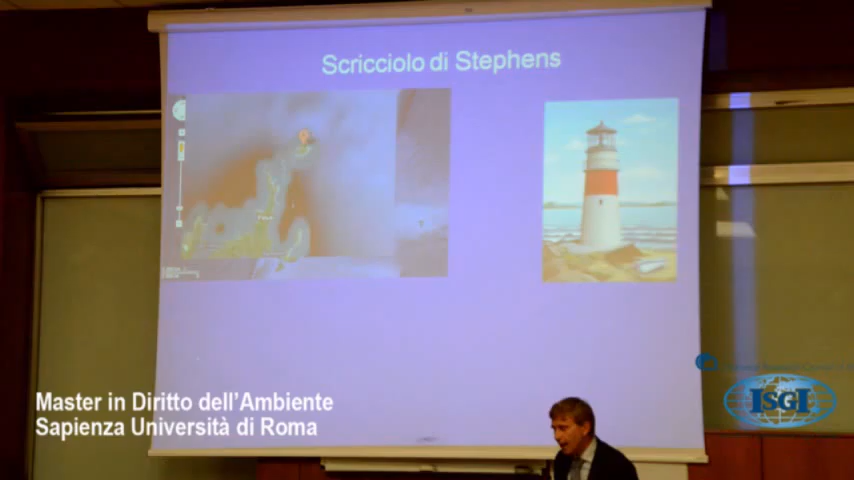 Scricciolo di Stephens
Master in Diritto dell'Ambiente
Sapienza Università di Roma
ISGI